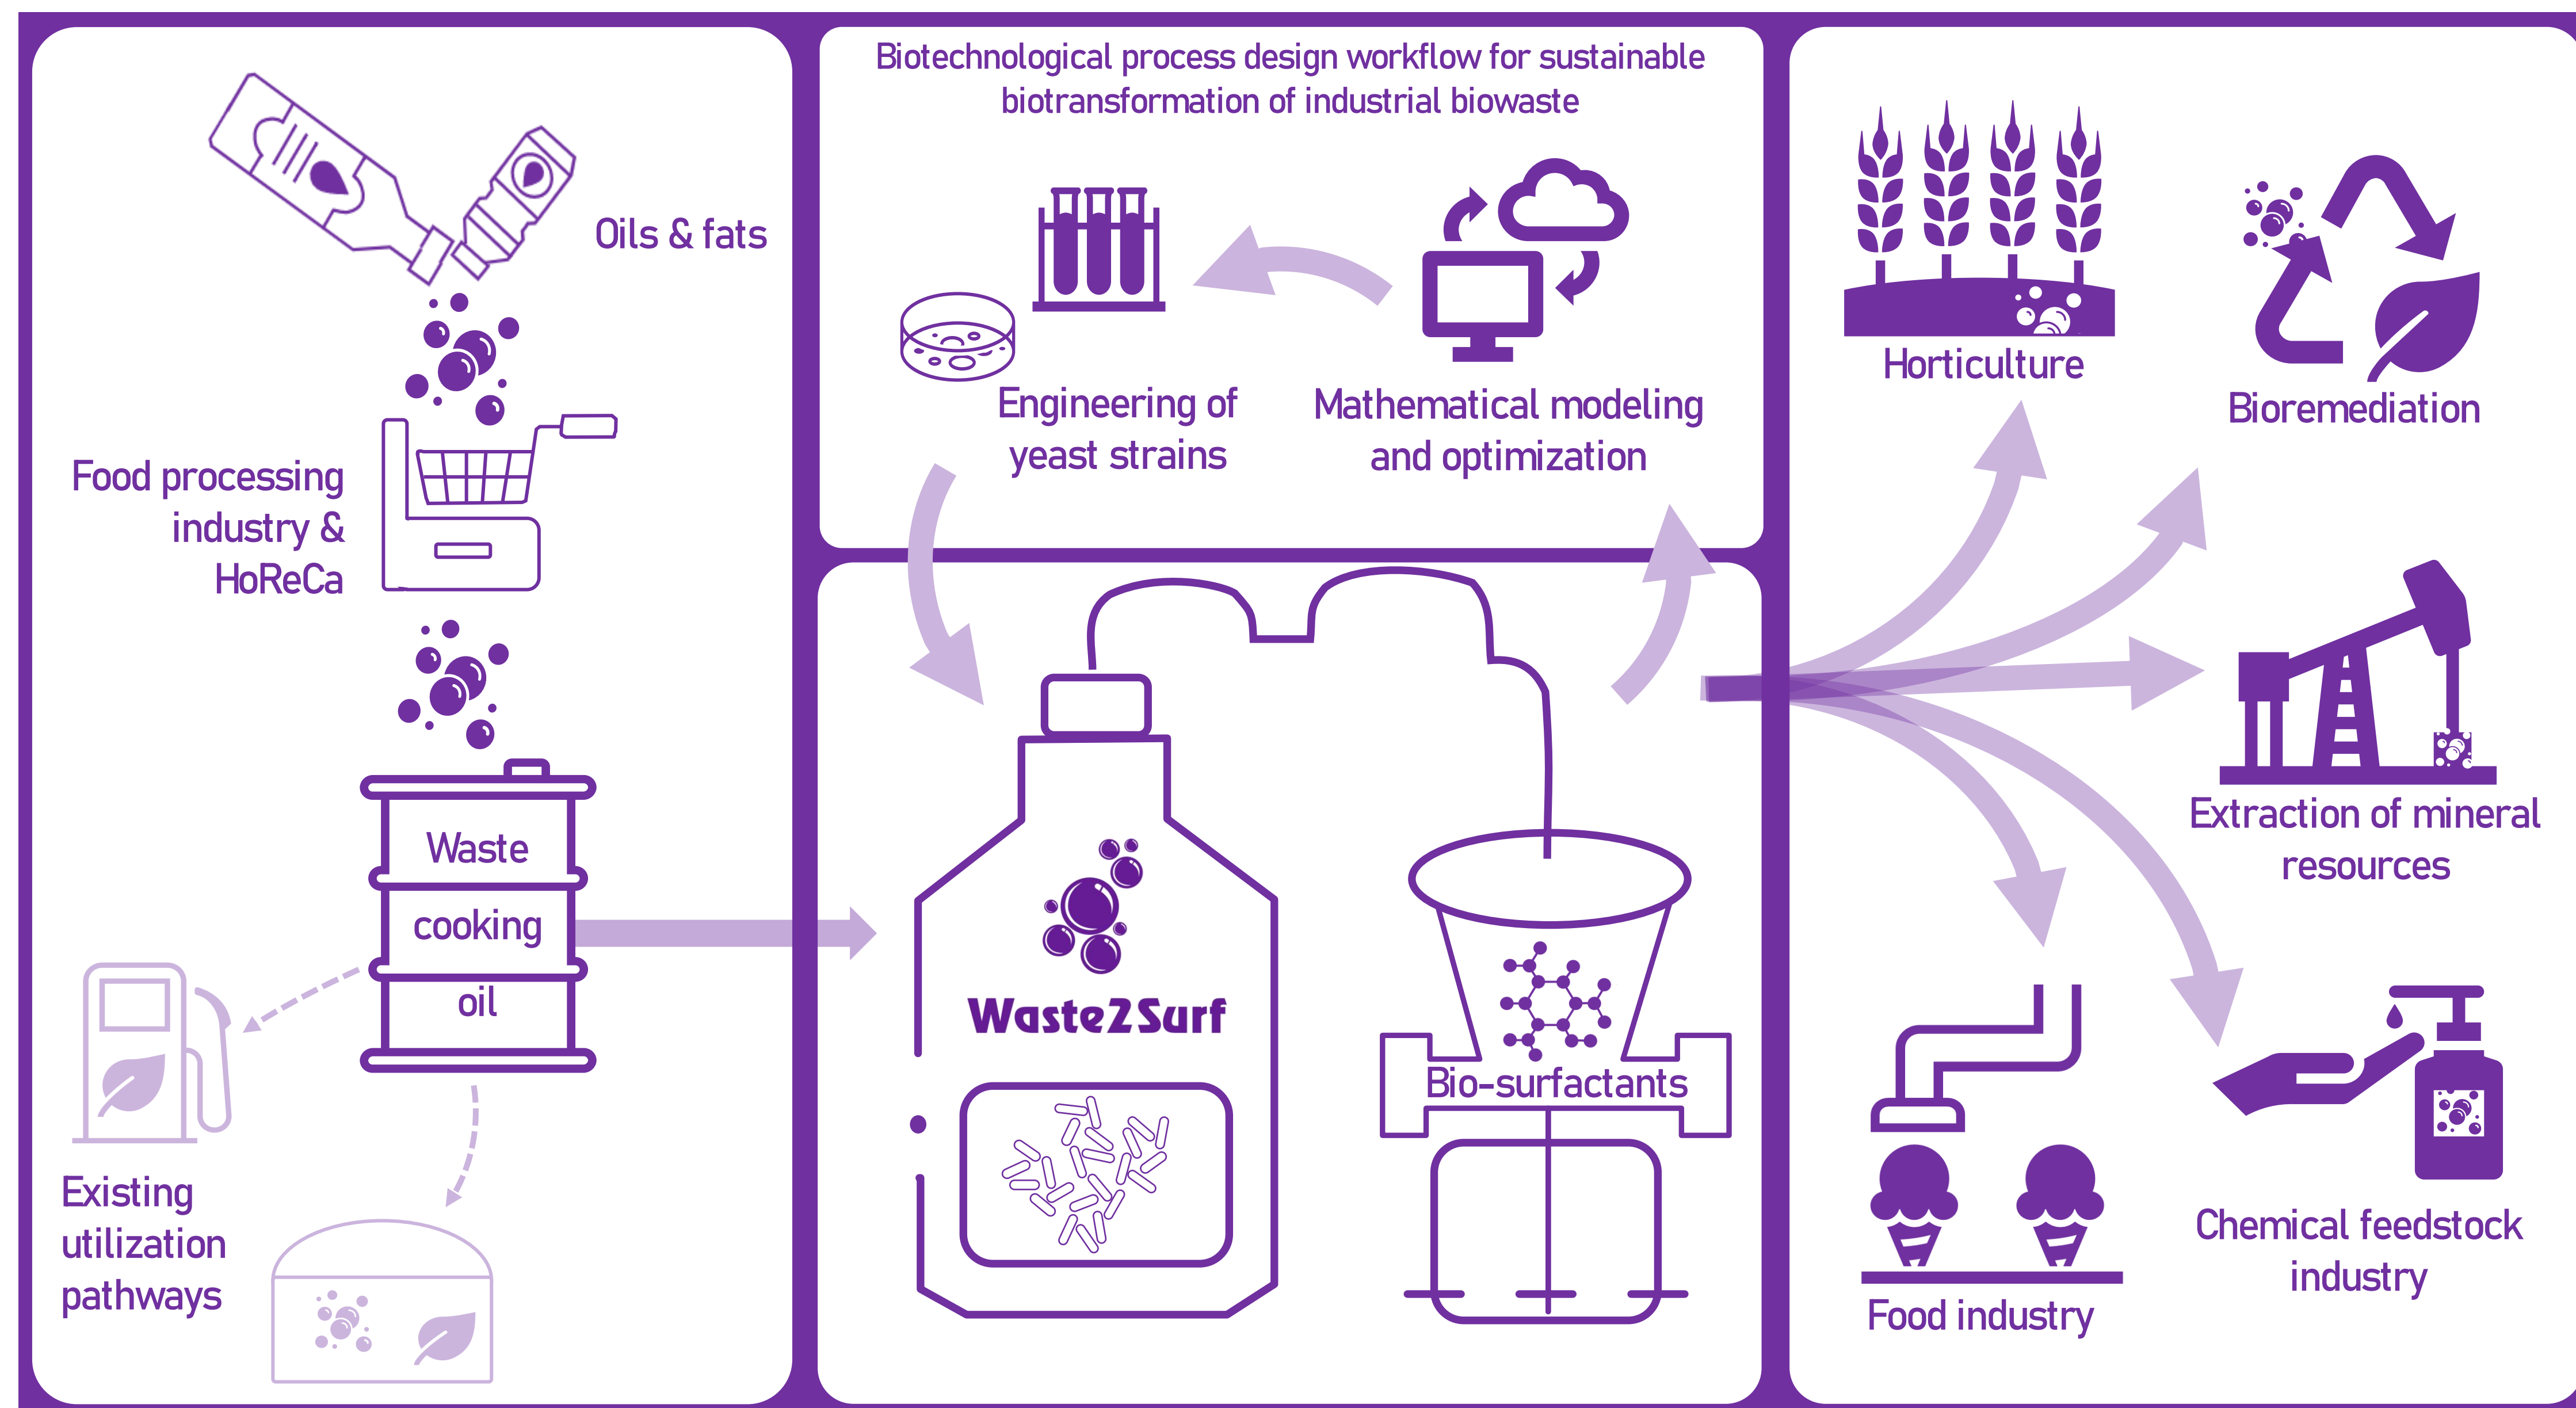 Oils & fats
Food processing
industry &
HoReCa
Waste
cooking
oil
Existing
utilization
pathways
Biotechnological process design workflow for sustainable
biotransformation of industrial biowaste
Engineering of
yeast strains
Mathematical modeling
and optimization
Waste2Surf
Bio-surfactants
Horticulture
Bioremediation
Extraction of mineral
resources
Chemical feedstock
industry
Food industry